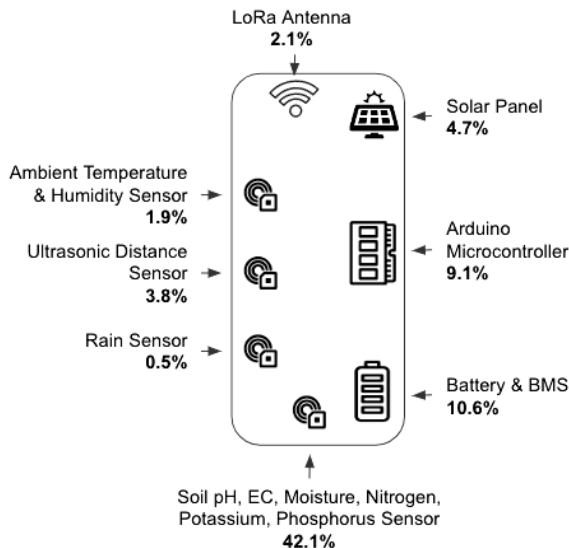 LoRa Antenna
2.1%
Solar Panel
4.7%
Ambient Temperature
& Humidity Sensor
1.9%
Ultrasonic Distance
Sensor
3.8%
Arduino
Microcontroller
9.1%
Rain Sensor
0.5%
Battery & BMS
10.6%
Soil pH, EC, Moisture, Nitrogen,
Potassium, Phosphorus Sensor
42.1%